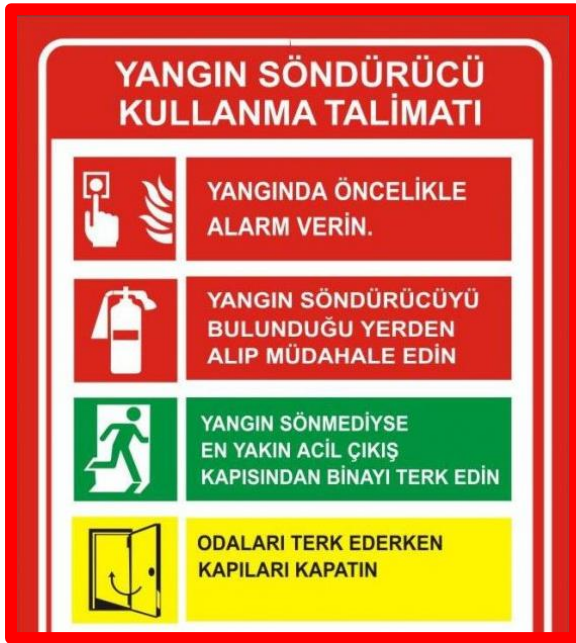 YANGIN SÖNDÜRÜCÜ
KULLANMA TALİMATI
YANGINDA ÖNCELİKLE
ALARM VERİN.
YANGIN SÖNDÜRÜCÜYÜ
BULUNDUĞU YERDEN
ALIP MÜDAHALE EDİN
YANGIN SÖNMEDİYSE
EN YAKIN ACİL ÇIKIŞ
KAPISINDAN BİNAYI TERK EDİN
ODALARI TERK EDERKEN
KAPILARI KAPATIN